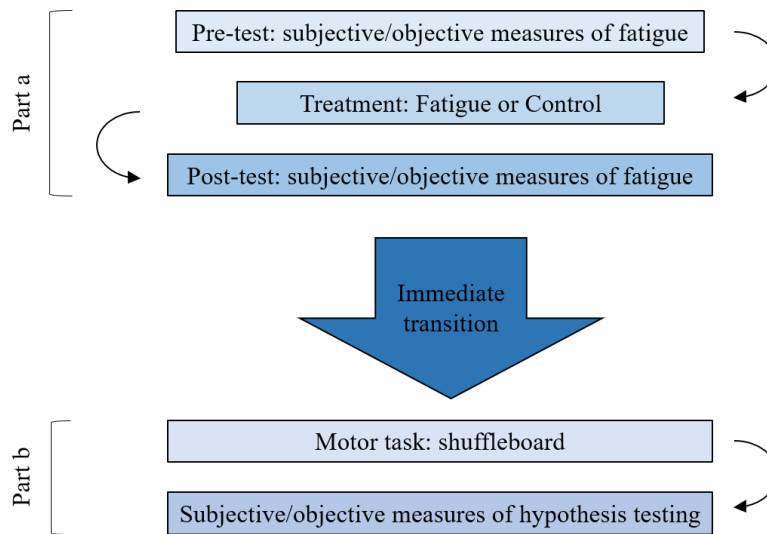 Part a
Pre-test: subjective/objective measures of fatigue
Treatment: Fatigue or Control
Post-test: subjective/objective measures of fatigue
Immediate
transition
Part b
Motor task: shuffleboard
Subjective/objective measures of hypothesis testing